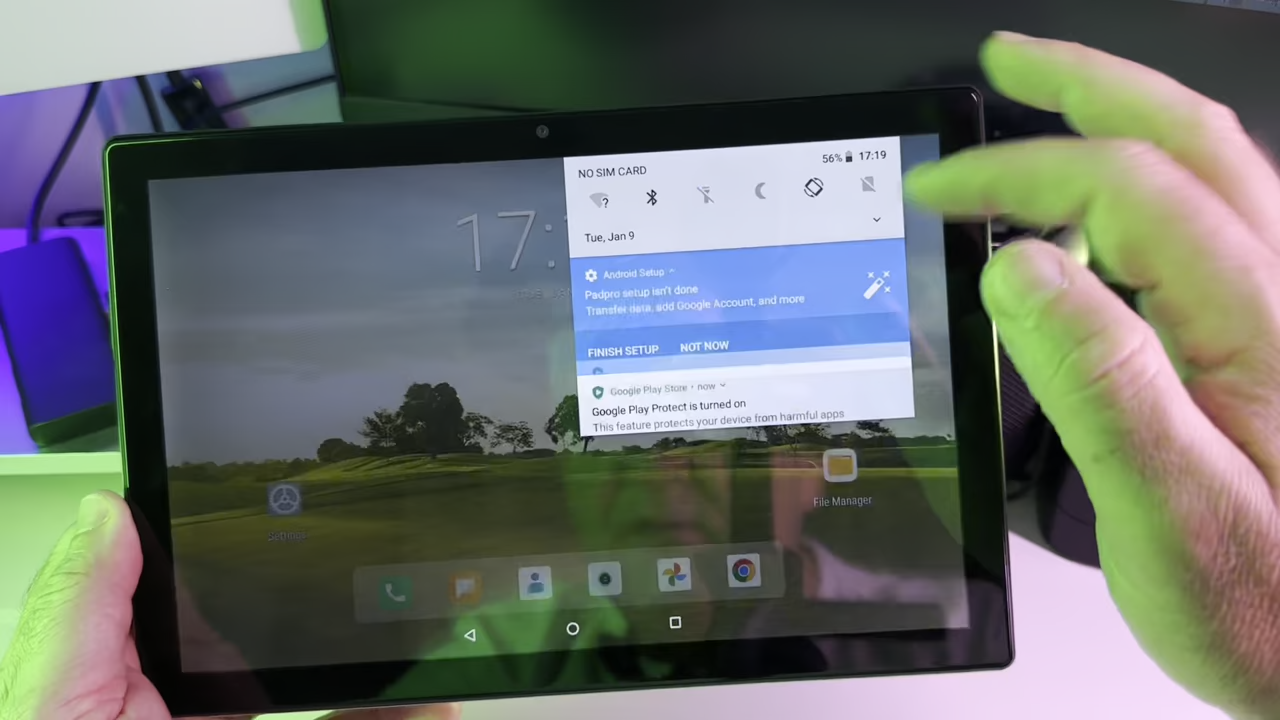 NO SIM CARD
56% 17:19
?
Tue, Jan 9
17:
Android Setup
Padpro setup isn't done
Transfer data, add Google Account, and more
FINISH SETUP NOT NOW
Google Play Store • now
Google Play Protect is turned on
This feature protects your device from harmful apps
Settings
File Manager